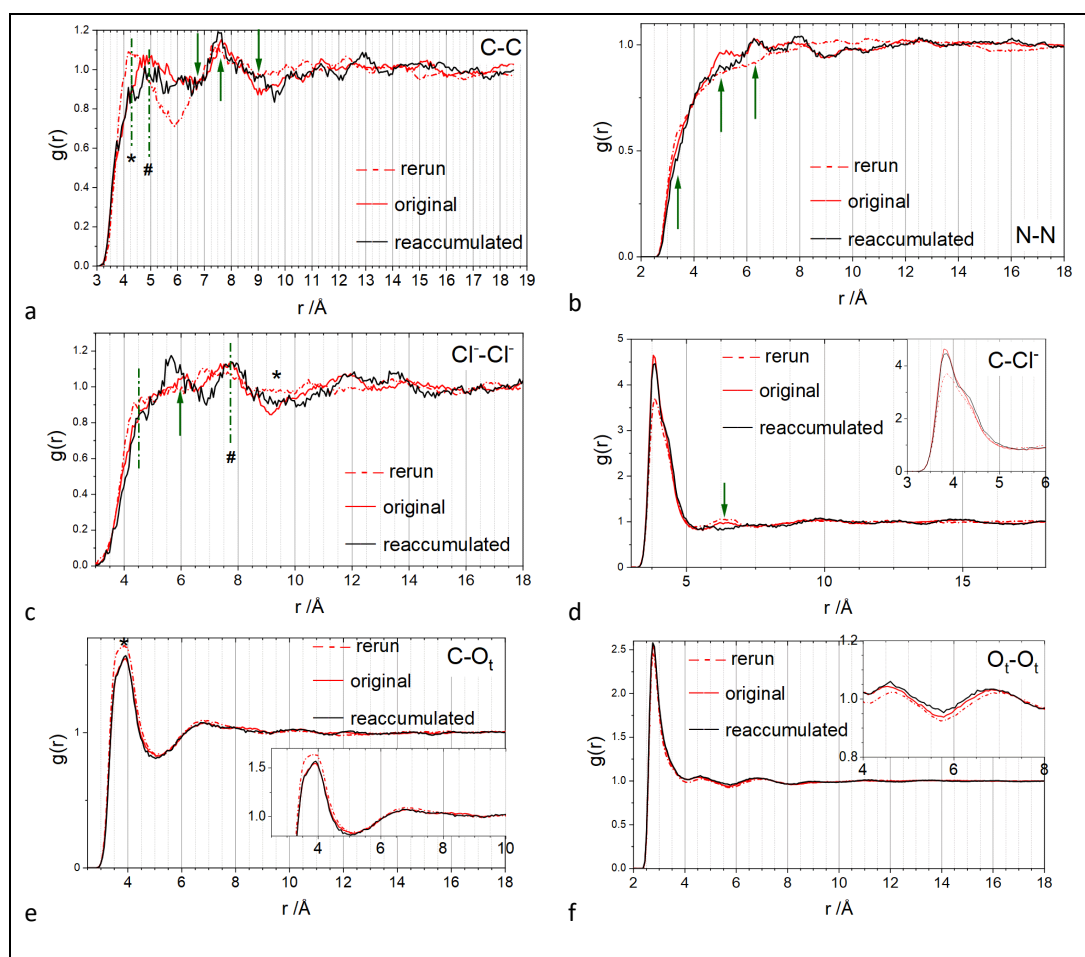 C-C
g(r)
1.2
1.0
0.8
0.6
0.4
0.2
0.0
*
#
rerun
original
reaccumulated
3 4 5 6 7 8 9 10 11 12 13 14 15 16 17 18 19
r /Å
a
g(r)
1.0
0.5
0.0
rerun
original
reaccumulated
N-N
2 4 6 8 10 12 14 16 18
r /Å
b
Cl⁻-Cl⁻
g(r)
1.2
1.0
0.8
0.6
0.4
0.2
0.0
*
#
rerun
original
reaccumulated
4 6 8 10 12 14 16 18
r /Å
c
C-Cl⁻
g(r)
5
4
3
2
1
0
rerun
original
reaccumulated
4
2
0
3 4 5 6
5 10 15
r /Å
d
C-Oₜ
g(r)
1
0
*
rerun
original
reaccumulated
1.5
1.0
4 6 8 10
4 6 8 10 12 14 16 18
r /Å
e
Oₜ-Oₜ
g(r)
2.5
2.0
1.5
1.0
0.5
0.0
rerun
original
reaccumulated
1.2
1.0
0.8
4 6 8
2 4 6 8 10 12 14 16 18
r /Å
f